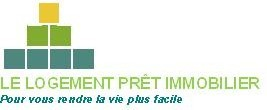 LE LOGEMENT PRÊT IMMOBILIER
Pour vous rendre la vie plus facile